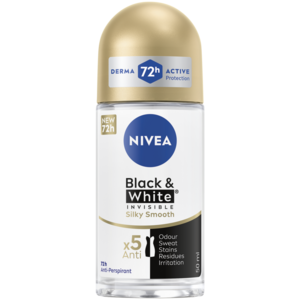 DERMA 72h ACTIVE
Protection
NEW
72h
NIVEA
Black &
White®
INVISIBLE
Silky Smooth
x5
Anti
Odour
Sweat
Stains
Residues
Irritation
72h
Anti-Perspirant
50 ml